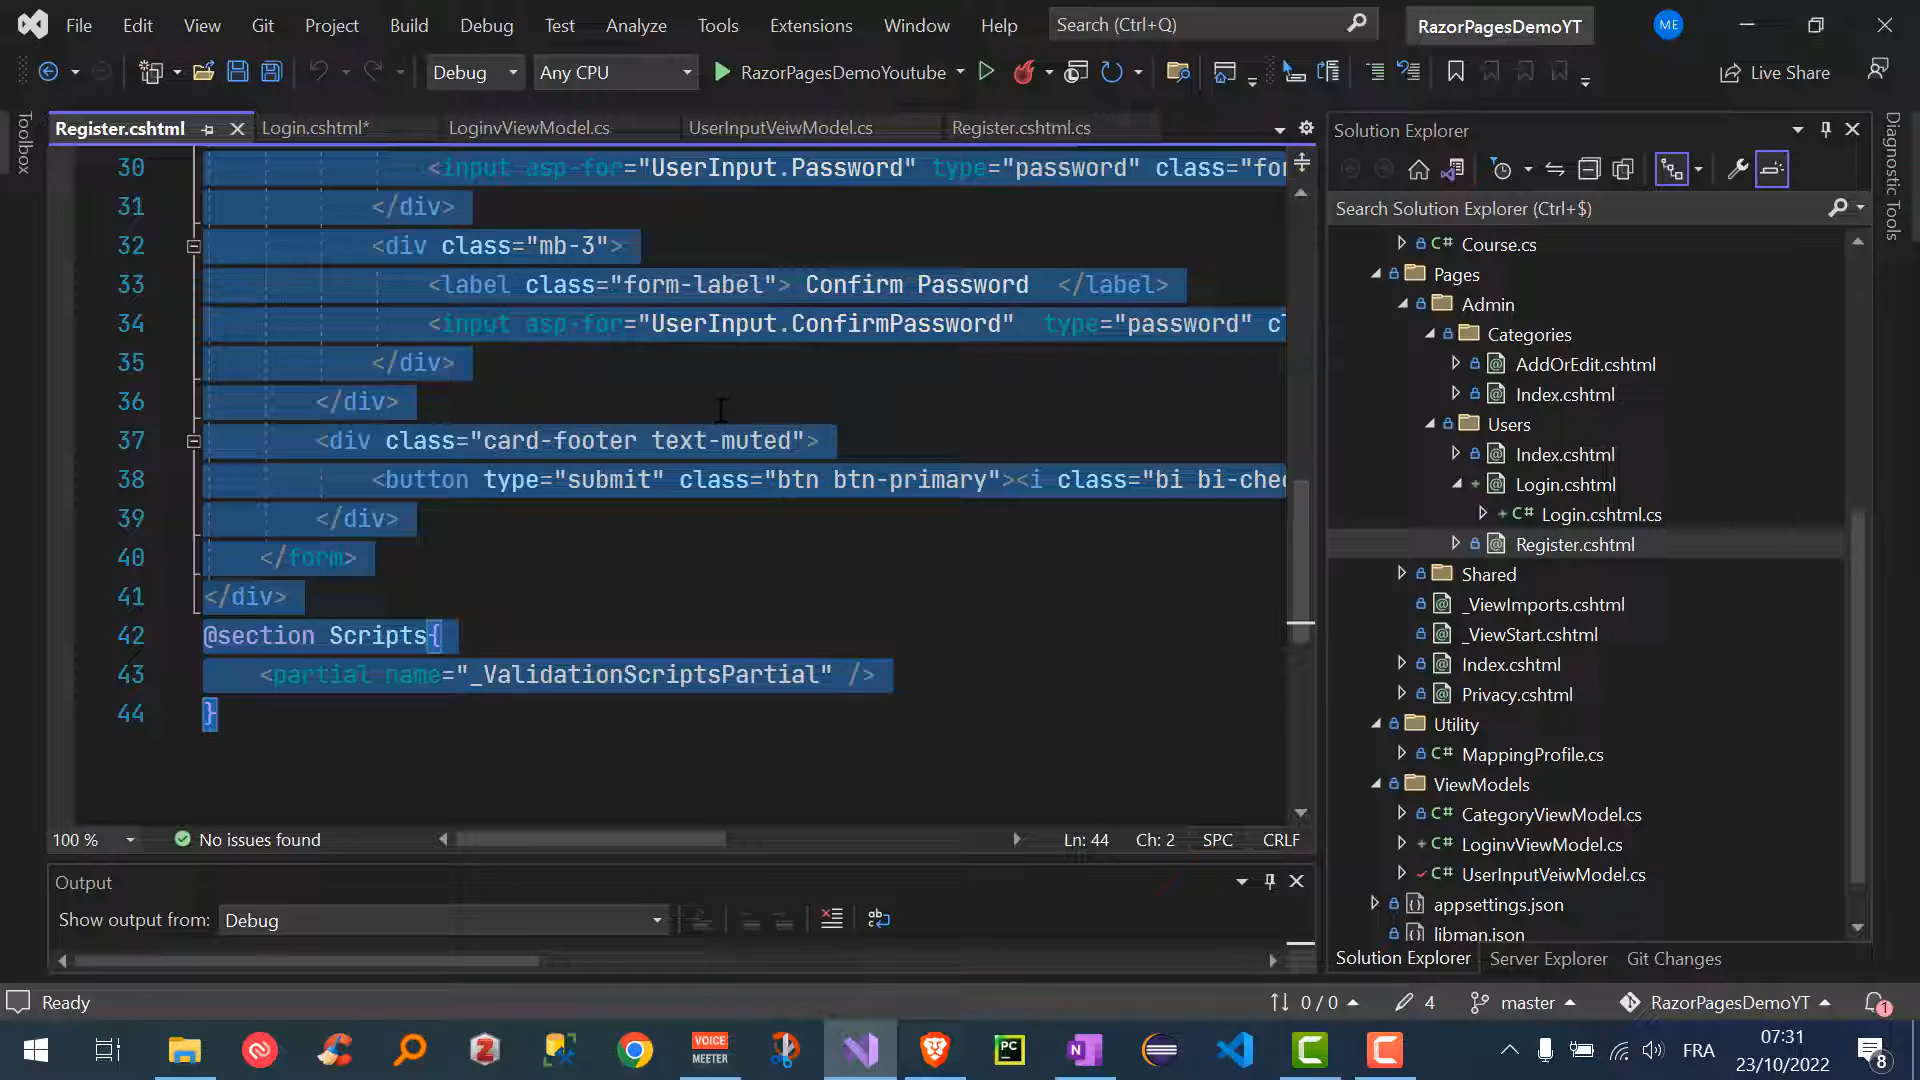 File Edit View Git Project Build Debug Test Analyze Tools Extensions Window Help Search (Ctrl+Q) RazorPagesDemoYT ME
Debug Any CPU RazorPagesDemoYoutube Live Share
Toolbox
Register.cshtml Login.cshtml* LoginvViewModel.cs UserInputVeiwModel.cs Register.cshtml.cs
30 <input asp-for="UserInput.Password" type="password" class="for
31 </div>
32 <div class="mb-3">
33 <label class="form-label"> Confirm Password </label>
34 <input asp-for="UserInput.ConfirmPassword" type="password" cl
35 </div>
36 </div>
37 <div class="card-footer text-muted">
38 <button type="submit" class="btn btn-primary"><i class="bi bi-chec
39 </div>
40 </form>
41 </div>
42 @section Scripts{
43 <partial name="_ValidationScriptsPartial" />
44 }
100 % No issues found Ln: 44 Ch: 2 SPC CRLF
Output
Show output from: Debug
Solution Explorer
Search Solution Explorer (Ctrl+$)
C# Course.cs
Pages
Admin
Categories
AddOrEdit.cshtml
Index.cshtml
Users
Index.cshtml
Login.cshtml
C# Login.cshtml.cs
Register.cshtml
Shared
_ViewImports.cshtml
_ViewStart.cshtml
Index.cshtml
Privacy.cshtml
Utility
C# MappingProfile.cs
ViewModels
C# CategoryViewModel.cs
C# LoginvViewModel.cs
C# UserInputVeiwModel.cs
appsettings.json
libman.json
Solution Explorer Server Explorer Git Changes
Diagnostic Tools
Ready 0 / 0 4 master RazorPagesDemoYT 1
VOICE
MEETER
PC
N
FRA
07:31
23/10/2022
8